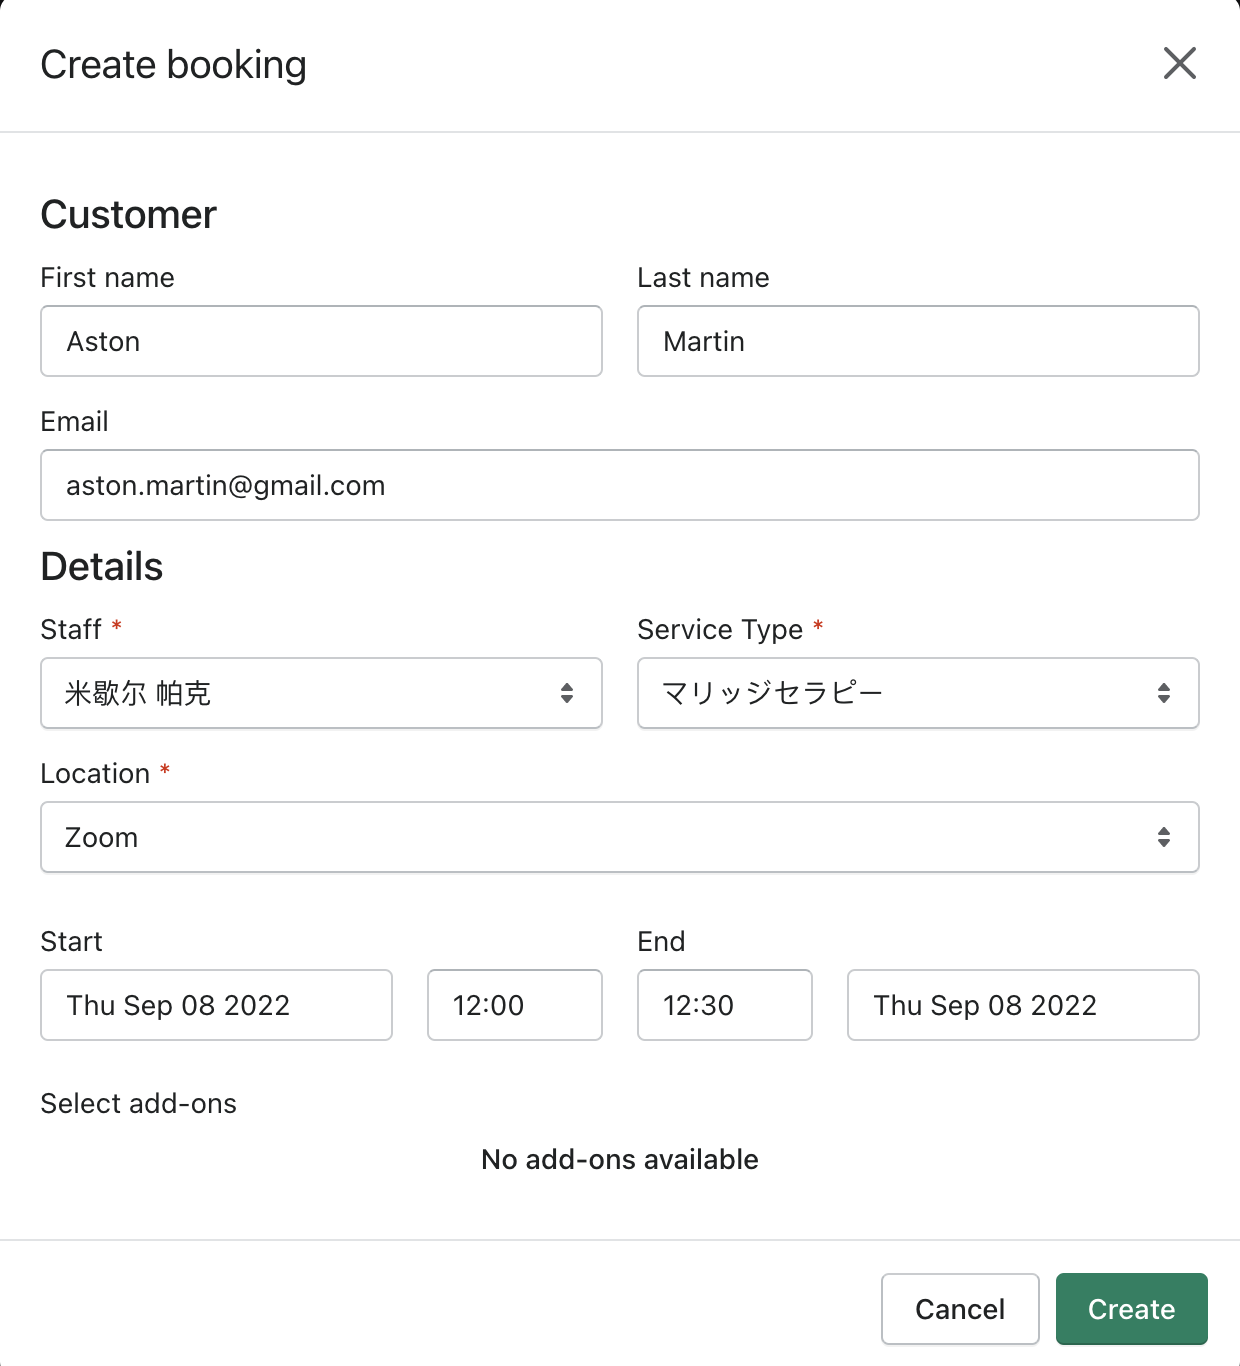 Create booking
Customer
First name
Last name
Aston
Martin
Email
aston.martin@gmail.com
Details
Staff *
Service Type *
米歇尔 帕克
マリッジセラピー
Location *
Zoom
Start
End
Thu Sep 08 2022
12:00
12:30
Thu Sep 08 2022
Select add-ons
No add-ons available
Cancel
Create